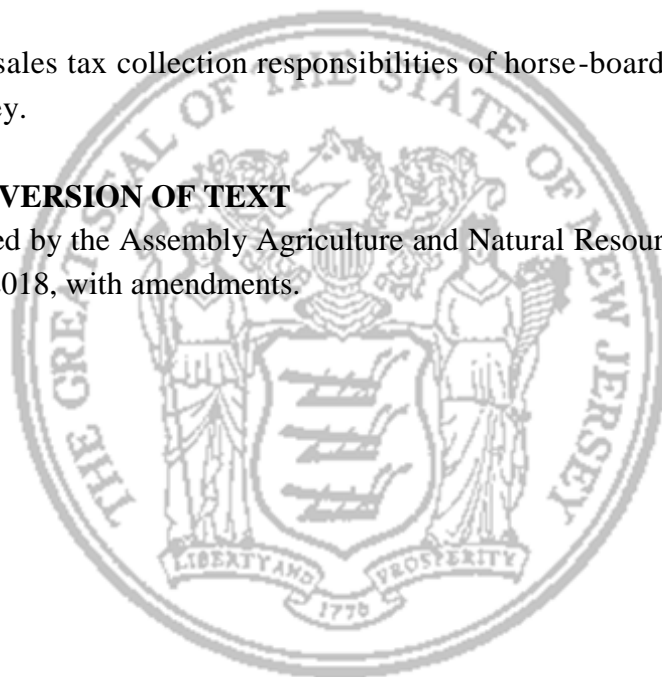 sales tax collection responsibilities of horse-board
ey.
VERSION OF TEXT
ed by the Assembly Agriculture and Natural Resour
2018, with amendments.
THE GREAT SEAL OF THE STATE OF NEW JERSEY
LIBERTY AND PROSPERITY
1776